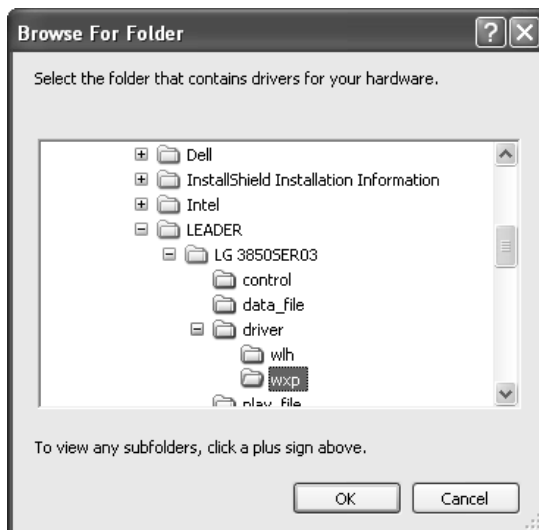 Browse For Folder
Select the folder that contains drivers for your hardware.
Dell
InstallShield Installation Information
Intel
LEADER
LG 3850SER03
control
data_file
driver
wlh
wxp
play_file
To view any subfolders, click a plus sign above.
OK Cancel